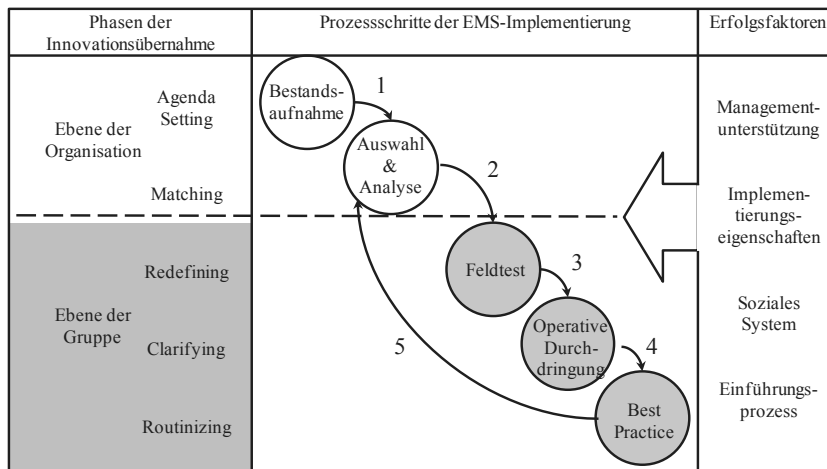 Phasen der
Innovationsübernahme
Prozessschritte der EMS-Implementierung
Erfolgsfaktoren
Ebene der
Organisation
Agenda
Setting
Matching
Ebene der
Gruppe
Redefining
Clarifying
Routinizing
Bestands-
aufnahme
1
Auswahl
&
Analyse
2
Feldtest
3
Operative
Durch-
dringung
4
Best
Practice
5
Management-
unterstützung
Implemen-
tierungs-
eigenschaften
Soziales
System
Einführungs-
prozess